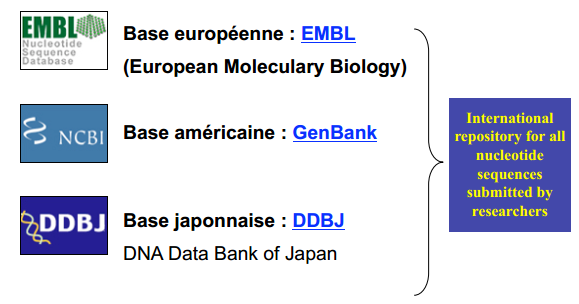 EMBL
Nucleotide
Sequence
Database
Base européenne : EMBL
(European Moleculary Biology)
NCBI
Base américaine : GenBank
DDBJ
Base japonnaise : DDBJ
DNA Data Bank of Japan
International
repository for all
nucleotide
sequences
submitted by
researchers